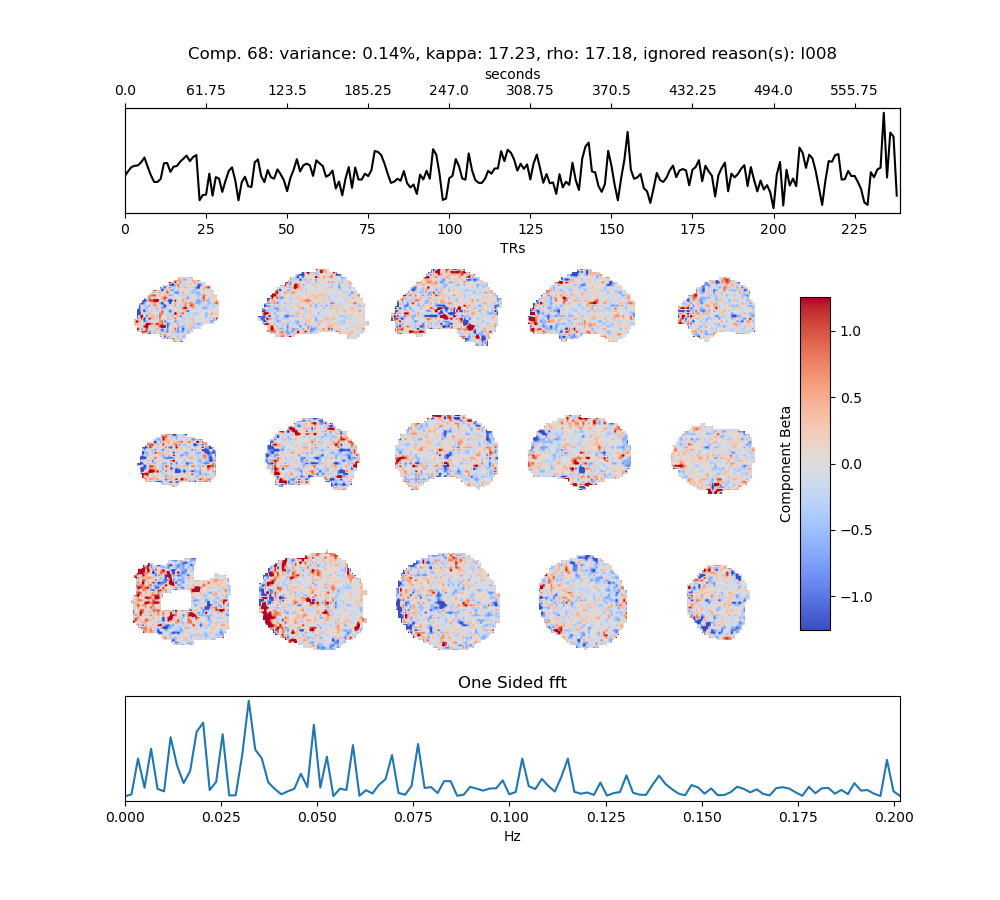 Comp. 68: variance: 0.14%, kappa: 17.23, rho: 17.18, ignored reason(s): I008
seconds
0.0 61.75 123.5 185.25 247.0 308.75 370.5 432.25 494.0 555.75
0 25 50 75 100 125 150 175 200 225
TRs
1.0
0.5
0.0
−0.5
−1.0
Component Beta
One Sided fft
0.000 0.025 0.050 0.075 0.100 0.125 0.150 0.175 0.200
Hz